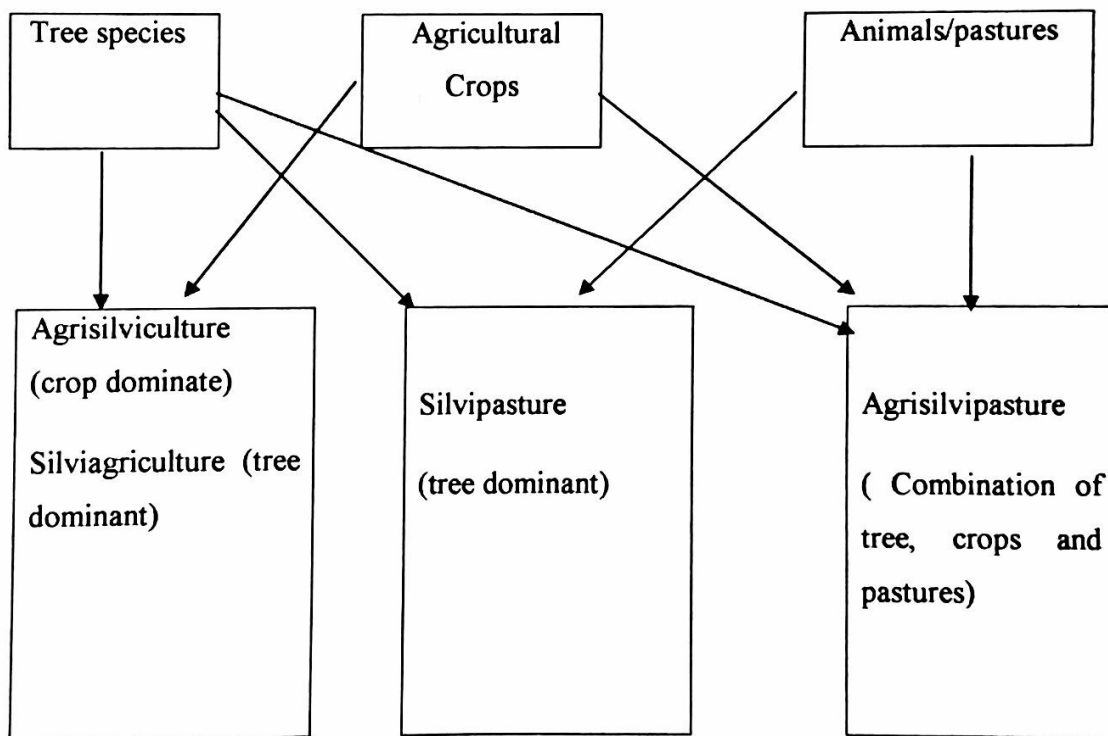 Tree species
Agricultural
Crops
Animals/pastures
Agrisilviculture
(crop dominate)
Silviagriculture (tree
dominant)
Silvipasture
(tree dominant)
Agrisilvipasture
( Combination of
tree, crops and
pastures)